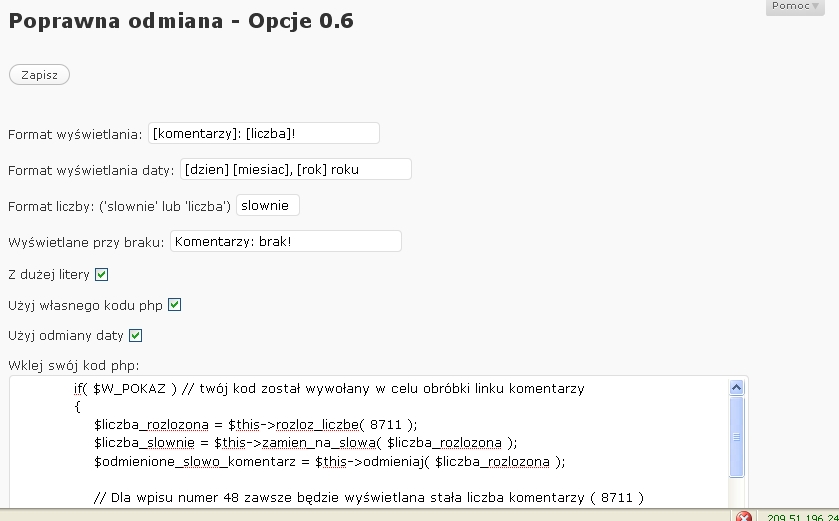 Pomoc
Poprawna odmiana - Opcje 0.6
Zapisz
Format wyświetlania: [komentarzy]: [liczba]!
Format wyświetlania daty: [dzien] [miesiac], [rok] roku
Format liczby: ('slownie' lub 'liczba') slownie
Wyświetlane przy braku: Komentarzy: brak!
Z dużej litery
Użyj własnego kodu php
Użyj odmiany daty
Wklej swój kod php:
if( $W_POKAZ ) // twój kod został wywołany w celu obróbki linku komentarzy
{
$liczba_rozlozona = $this->rozloz_liczbe( 8711 );
$liczba_slownie = $this->zamien_na_slowa( $liczba_rozlozona );
$odmienione_slowo_komentarz = $this->odmieniaj( $liczba_rozlozona );
// Dla wpisu numer 48 zawsze będzie wyświetlana stała liczba komentarzy ( 8711 )
209.51.196.24